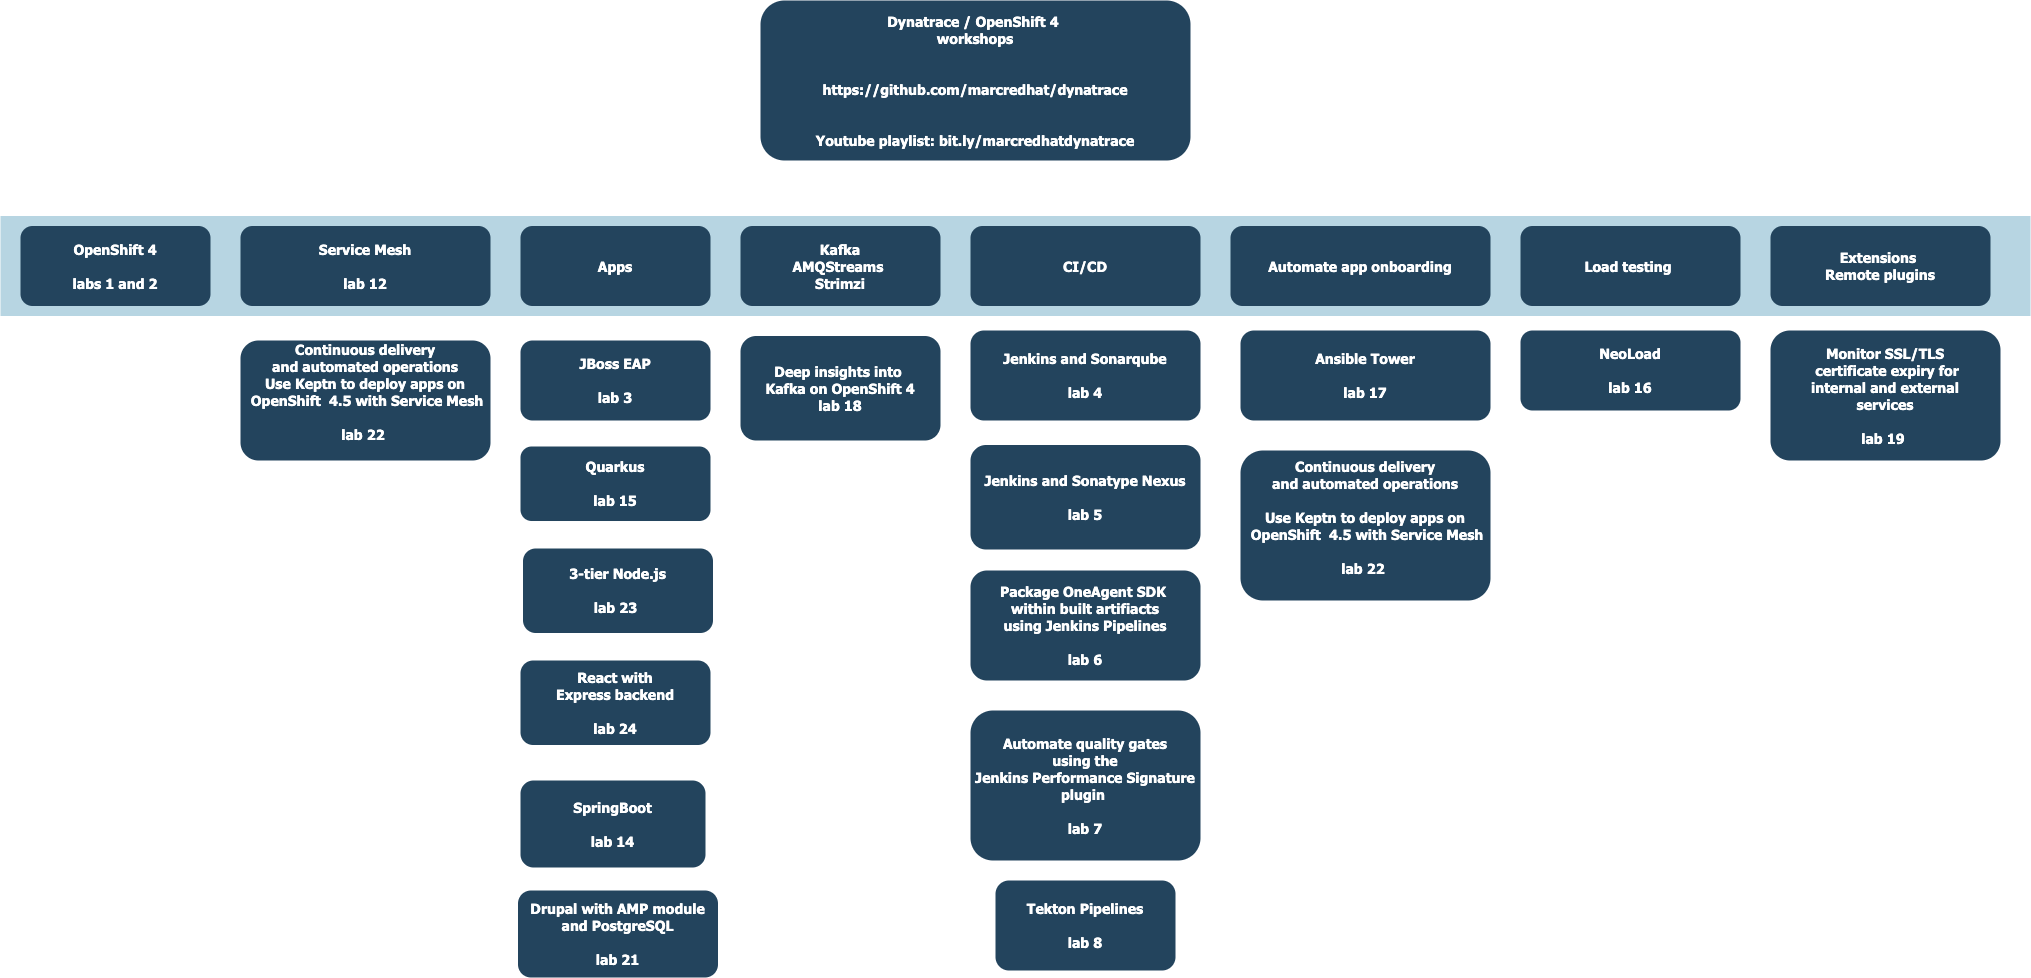 Dynatrace / OpenShift 4
workshops
https://github.com/marcredhat/dynatrace
Youtube playlist: bit.ly/marcredhatdynatrace
OpenShift 4
labs 1 and 2
Service Mesh
lab 12
Apps
Kafka
AMQStreams
Strimzi
CI/CD
Automate app onboarding
Load testing
Extensions
Remote plugins
Continuous delivery
and automated operations
Use Keptn to deploy apps on
OpenShift  4.5 with Service Mesh
lab 22
JBoss EAP
lab 3
Quarkus
lab 15
3-tier Node.js
lab 23
React with
Express backend
lab 24
SpringBoot
lab 14
Drupal with AMP module
and PostgreSQL
lab 21
Deep insights into
Kafka on OpenShift 4
lab 18
Jenkins and Sonarqube
lab 4
Jenkins and Sonatype Nexus
lab 5
Package OneAgent SDK
within built artifiacts
using Jenkins Pipelines
lab 6
Automate quality gates
using the
Jenkins Performance Signature
plugin
lab 7
Tekton Pipelines
lab 8
Ansible Tower
lab 17
Continuous delivery
and automated operations
Use Keptn to deploy apps on
OpenShift  4.5 with Service Mesh
lab 22
NeoLoad
lab 16
Monitor SSL/TLS
certificate expiry for
internal and external
services
lab 19